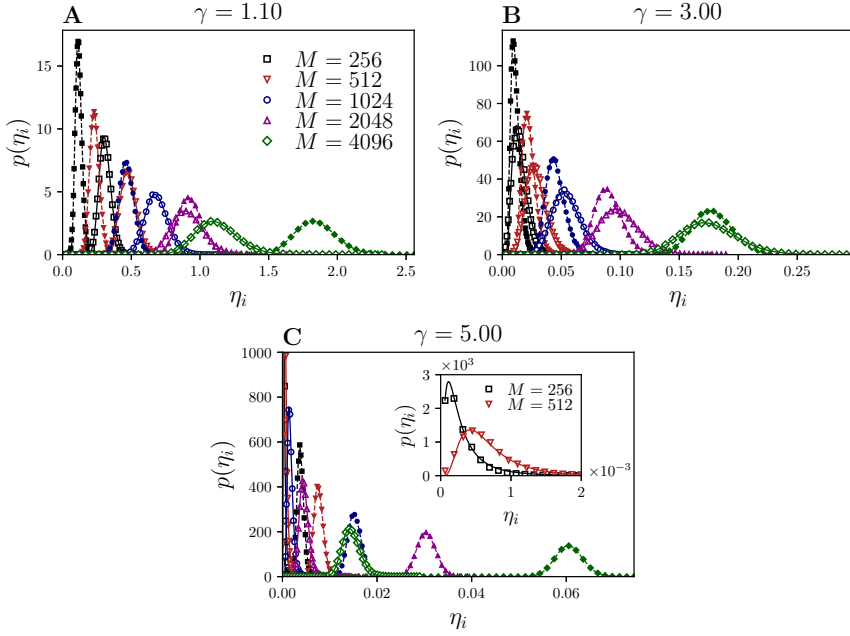 A γ = 1.10
15
10
5
0
p(η_i)
M = 256
M = 512
M = 1024
M = 2048
M = 4096
0.0 0.5 1.0 1.5 2.0 2.5
η_i
B γ = 3.00
100
80
60
40
20
0
p(η_i)
0.00 0.05 0.10 0.15 0.20 0.25
η_i
C γ = 5.00
1000
800
600
400
200
0
p(η_i)
0.00 0.02 0.04 0.06
η_i
×10⁻³
3
2
1
0
p(η_i)
M = 256
M = 512
0 1 2
×10⁻³
η_i